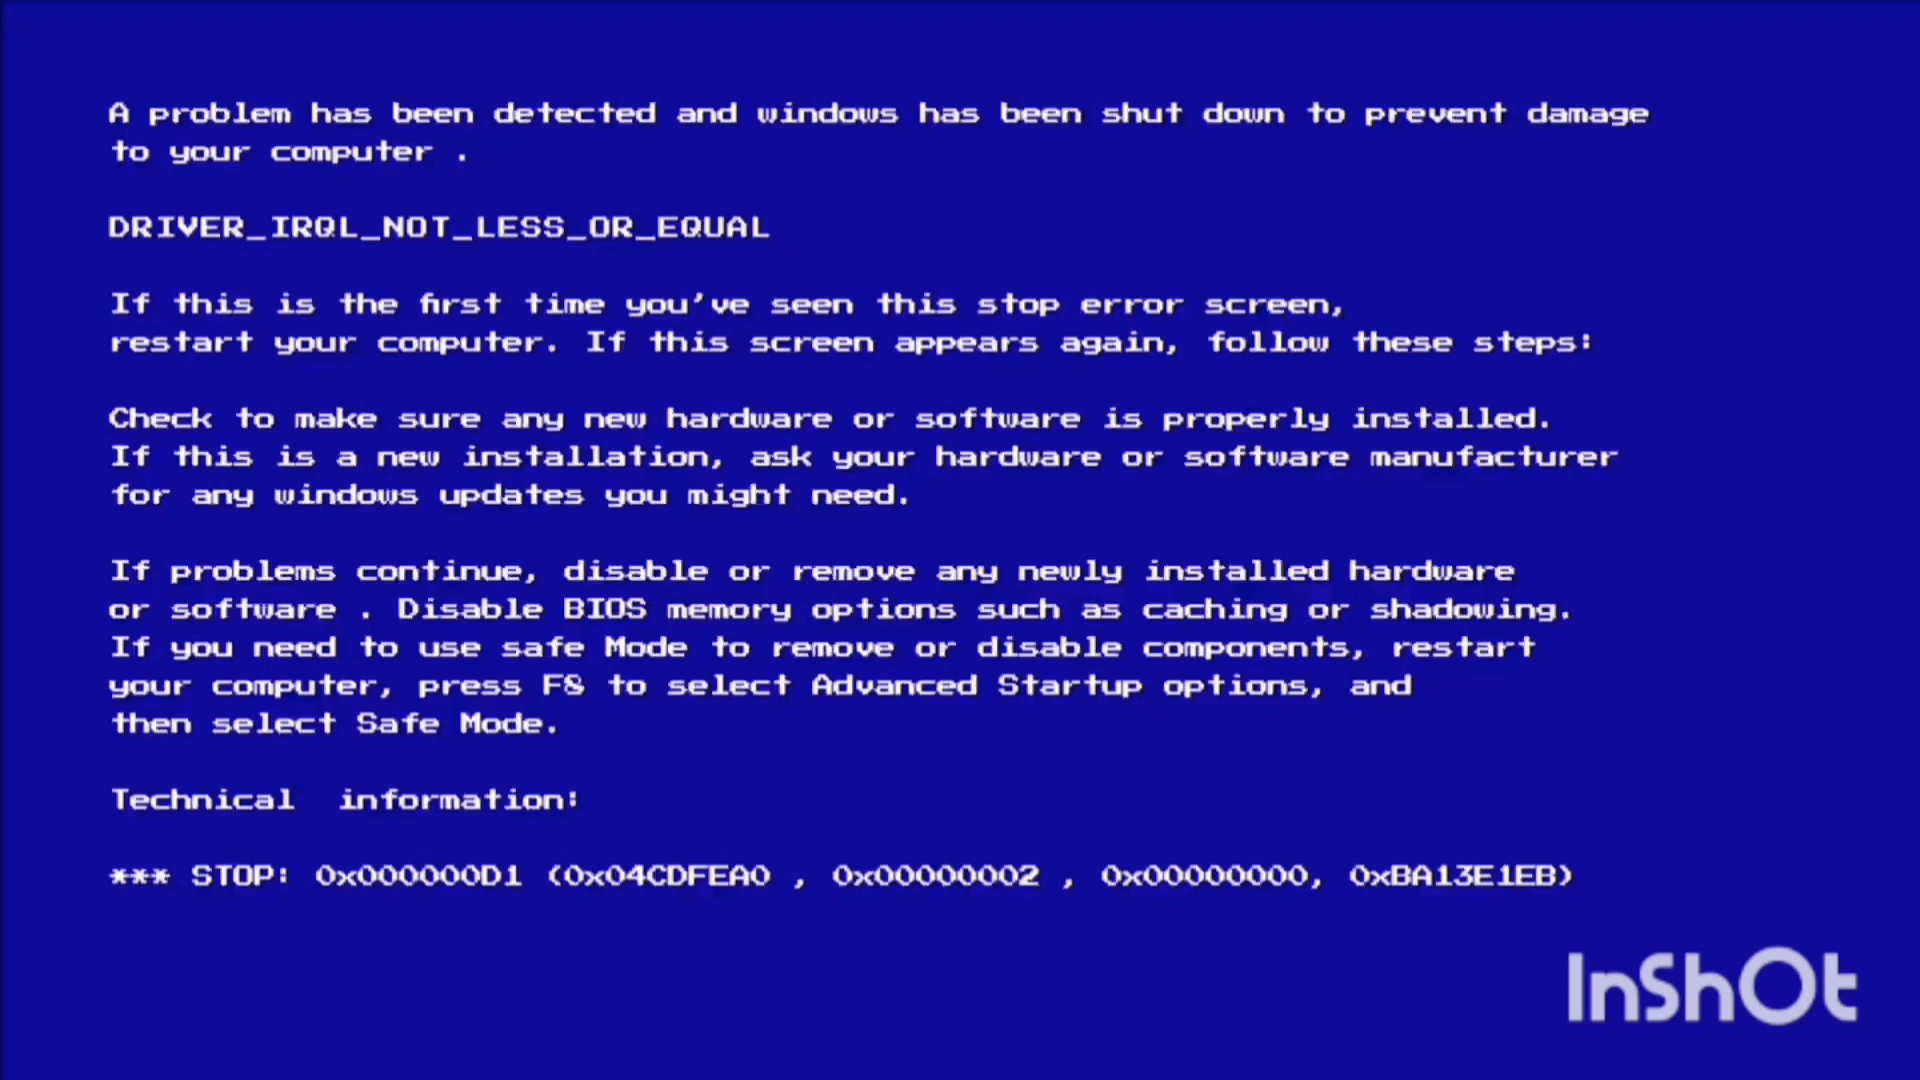 A problem has been detected and windows has been shut down to prevent damage
to your computer .
DRIVER_IRQL_NOT_LESS_OR_EQUAL
If this is the first time you've seen this stop error screen,
restart your computer. If this screen appears again, follow these steps:
Check to make sure any new hardware or software is properly installed.
If this is a new installation, ask your hardware or software manufacturer
for any windows updates you might need.
If problems continue, disable or remove any newly installed hardware
or software . Disable BIOS memory options such as caching or shadowing.
If you need to use safe Mode to remove or disable components, restart
your computer, press F& to select Advanced Startup options, and
then select Safe Mode.
Technical  information:
*** STOP: 0x000000D1 (0x04CDFEA0 , 0x00000002 , 0x00000000, 0xBA13E1EB)
InShOt